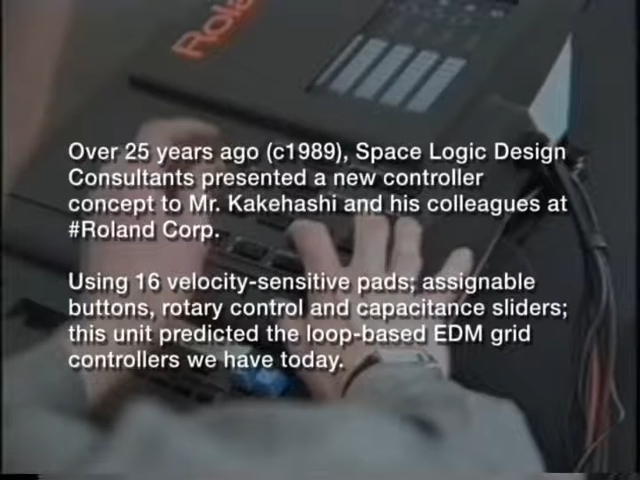 Rola
Over 25 years ago (c1989), Space Logic Design
Consultants presented a new controller
concept to Mr. Kakehashi and his colleagues at
#Roland Corp.
Using 16 velocity-sensitive pads; assignable
buttons, rotary control and capacitance sliders;
this unit predicted the loop-based EDM grid
controllers we have today.